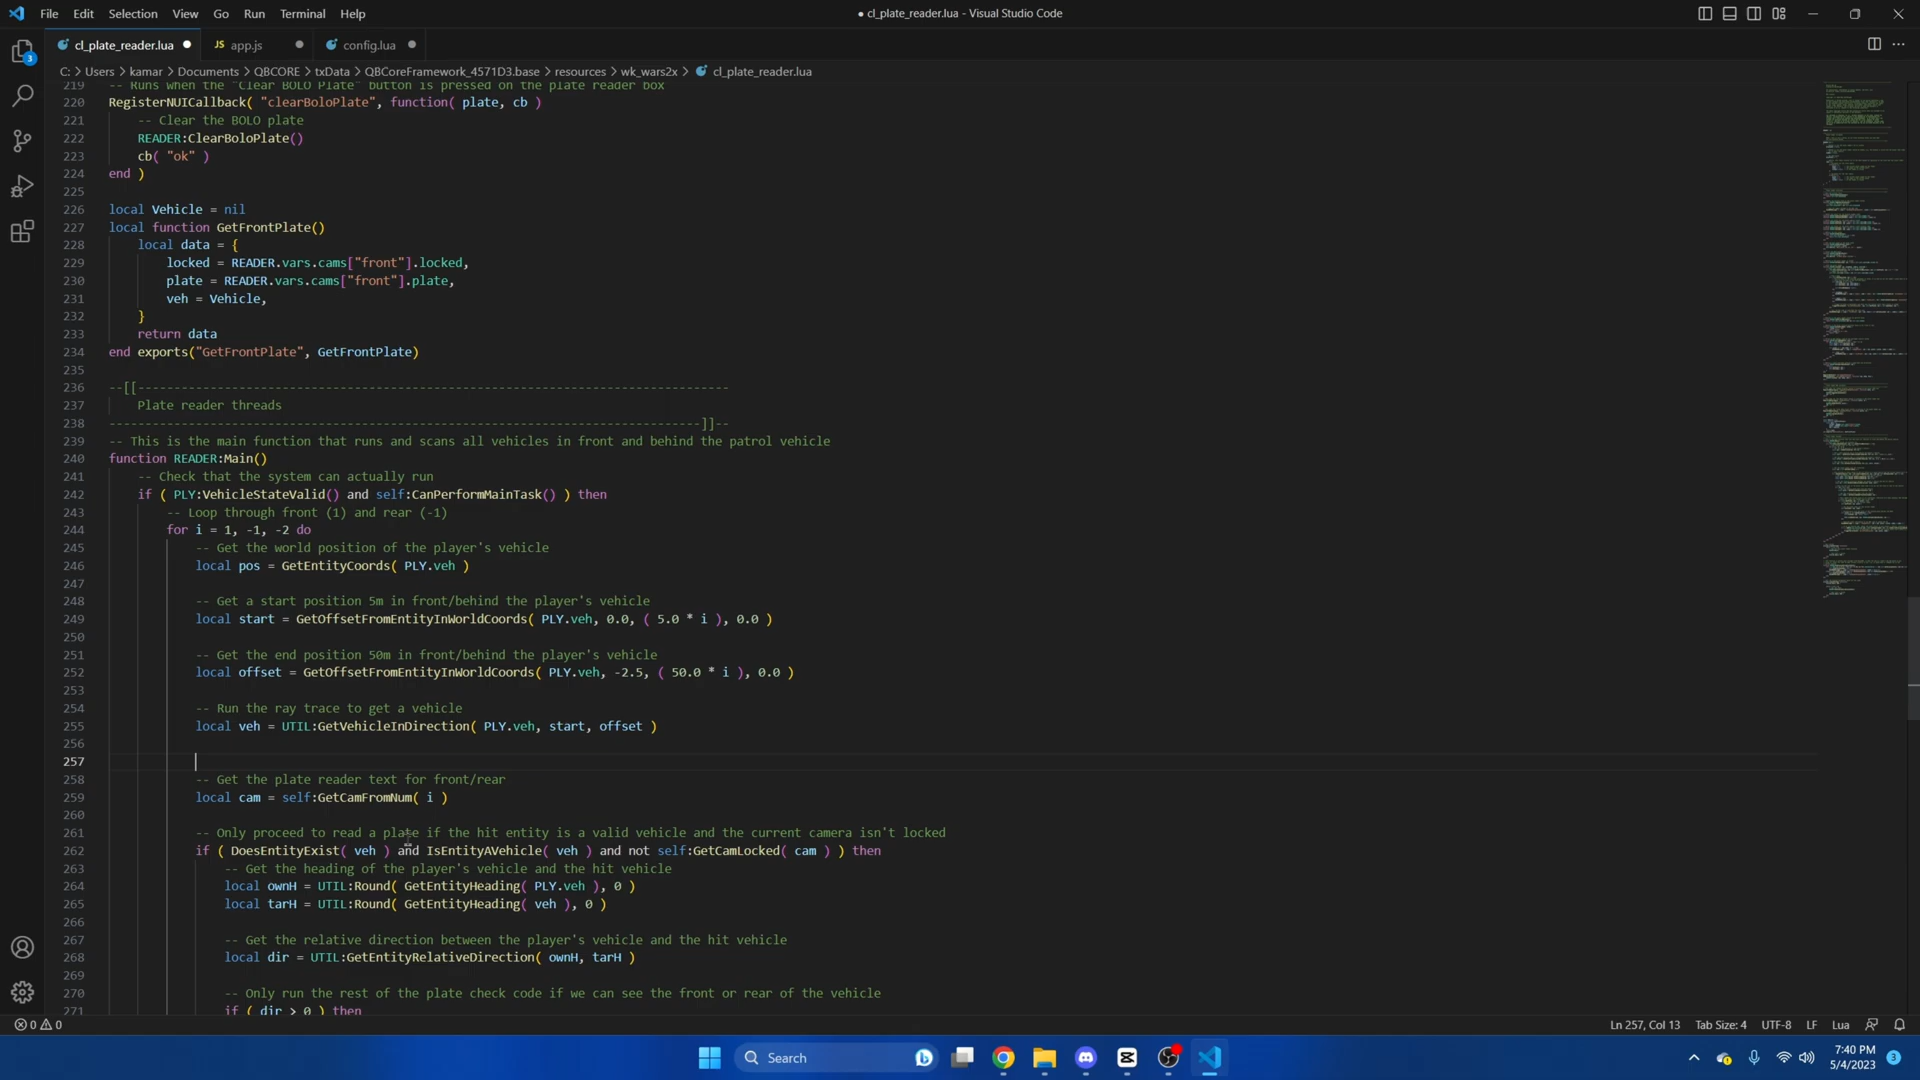 File Edit Selection View Go Run Terminal Help
● cl_plate_reader.lua - Visual Studio Code
cl_plate_reader.lua
JS app.js
config.lua
C: > Users > kamar > Documents > QBCORE > txData > QBCoreFramework_4571D3.base > resources > wk_wars2x > cl_plate_reader.lua
219 -- Runs when the "Clear BOLO Plate" button is pressed on the plate reader box
220 RegisterNUICallback( "clearBoloPlate", function( plate, cb )
221 -- Clear the BOLO plate
222 READER:ClearBoloPlate()
223 cb( "ok" )
224 end )
225
226 local Vehicle = nil
227 local function GetFrontPlate()
228 local data = {
229 locked = READER.vars.cams["front"].locked,
230 plate = READER.vars.cams["front"].plate,
231 veh = Vehicle,
232 }
233 return data
234 end exports("GetFrontPlate", GetFrontPlate)
235
236 --[[----------------------------------------------------------------------------------
237 Plate reader threads
238 ----------------------------------------------------------------------------------]]--
239 -- This is the main function that runs and scans all vehicles in front and behind the patrol vehicle
240 function READER:Main()
241 -- Check that the system can actually run
242 if ( PLY:VehicleStateValid() and self:CanPerformMainTask() ) then
243 -- Loop through front (1) and rear (-1)
244 for i = 1, -1, -2 do
245 -- Get the world position of the player's vehicle
246 local pos = GetEntityCoords( PLY.veh )
247
248 -- Get a start position 5m in front/behind the player's vehicle
249 local start = GetOffsetFromEntityInWorldCoords( PLY.veh, 0.0, ( 5.0 * i ), 0.0 )
250
251 -- Get the end position 50m in front/behind the player's vehicle
252 local offset = GetOffsetFromEntityInWorldCoords( PLY.veh, -2.5, ( 50.0 * i ), 0.0 )
253
254 -- Run the ray trace to get a vehicle
255 local veh = UTIL:GetVehicleInDirection( PLY.veh, start, offset )
256
257
258 -- Get the plate reader text for front/rear
259 local cam = self:GetCamFromNum( i )
260
261 -- Only proceed to read a plate if the hit entity is a valid vehicle and the current camera isn't locked
262 if ( DoesEntityExist( veh ) and IsEntityAVehicle( veh ) and not self:GetCamLocked( cam ) ) then
263 -- Get the heading of the player's vehicle and the hit vehicle
264 local ownH = UTIL:Round( GetEntityHeading( PLY.veh ), 0 )
265 local tarH = UTIL:Round( GetEntityHeading( veh ), 0 )
266
267 -- Get the relative direction between the player's vehicle and the hit vehicle
268 local dir = UTIL:GetEntityRelativeDirection( ownH, tarH )
269
270 -- Only run the rest of the plate check code if we can see the front or rear of the vehicle
271 if ( dir > 0 ) then
3
0 0
Ln 257, Col 13 Tab Size: 4 UTF-8 LF Lua
Search
7:40 PM
5/4/2023
3